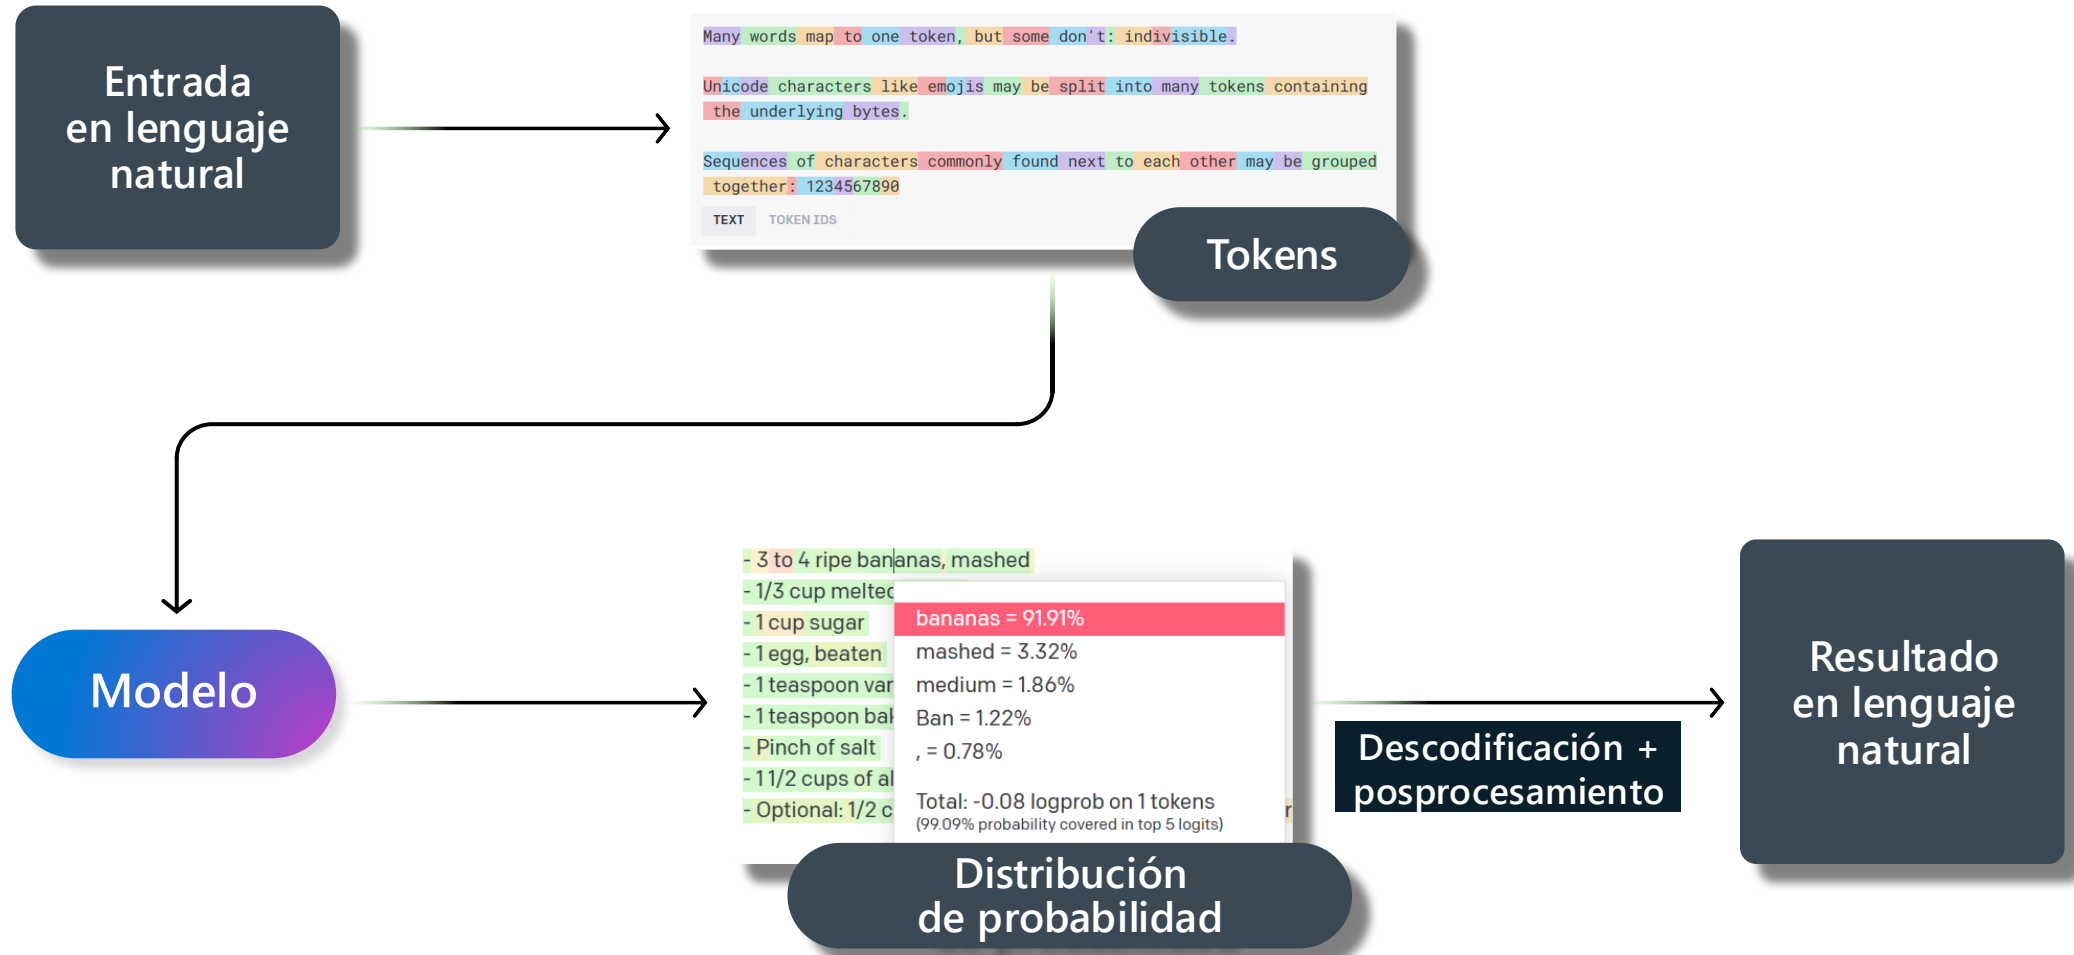 Entrada
en lenguaje
natural
Many words map to one token, but some don't: indivisible.
Unicode characters like emojis may be split into many tokens containing
the underlying bytes.
Sequences of characters commonly found next to each other may be grouped
together: 1234567890
TEXT TOKEN IDS
Tokens
Modelo
- 3 to 4 ripe bananas, mashed
- 1/3 cup melted
- 1 cup sugar
- 1 egg, beaten
- 1 teaspoon van
- 1 teaspoon bak
- Pinch of salt
- 1 1/2 cups of al
- Optional: 1/2 c
r
bananas = 91.91%
mashed = 3.32%
medium = 1.86%
Ban = 1.22%
, = 0.78%
Total: -0.08 logprob on 1 tokens
(99.09% probability covered in top 5 logits)
Distribución
de probabilidad
Descodificación +
posprocesamiento
Resultado
en lenguaje
natural